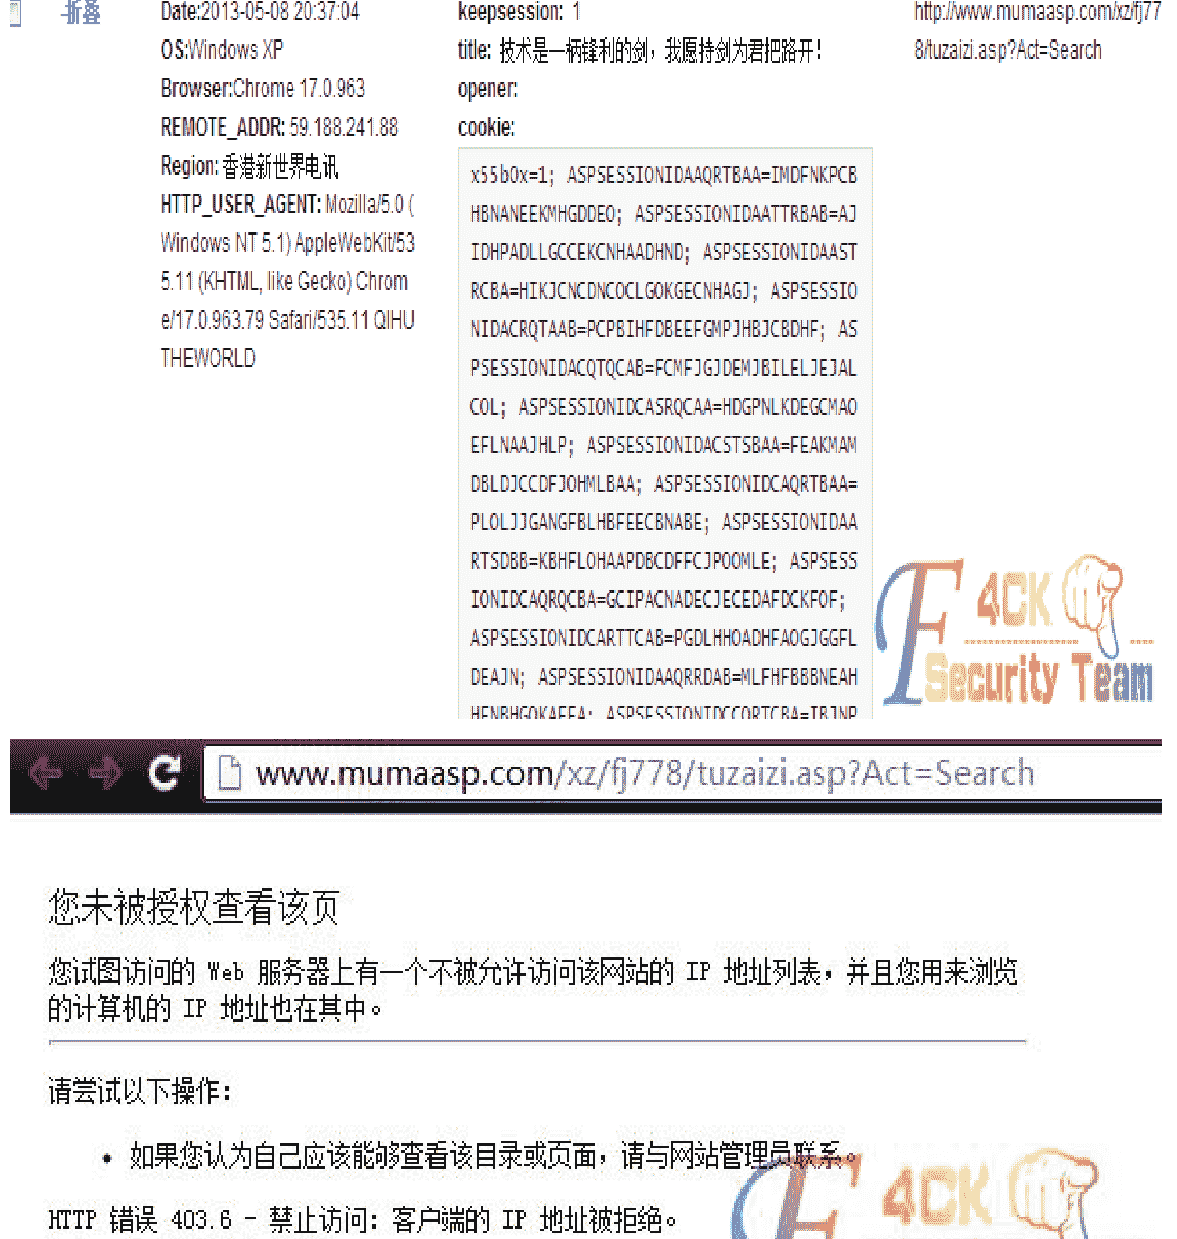 折叠
Date:2013-05-08 20:37:04
OS:Windows XP
Browser:Chrome 17.0.963
REMOTE_ADDR: 59.188.241.88
Region: 香港新世界电讯
HTTP_USER_AGENT: Mozilla/5.0 (
Windows NT 5.1) AppleWebKit/53
5.11 (KHTML, like Gecko) Chrom
e/17.0.963.79 Safari/535.11 QIHU
THEWORLD
keepsession: 1
title: 技术是一柄锋利的剑，我愿持剑为君把路开！
opener:
cookie:
x55b0x=1; ASPSESSIONIDAAQRTBAA=IMDFNKPCB
HBNANEEKMHGDDEO; ASPSESSIONIDAATTRBAB=AJ
IDHPADLLGCCEKCNHAADHND; ASPSESSIONIDAAST
RCBA=HIKJCNCDNCOCLGOKGECNHAGJ; ASPSESSIO
NIDACRQTAAB=PCPBIHFDBEEFGMPJHBJCBDHF; AS
PSESSIONIDACQTQCAB=FCMFJGJDEMJBILELJEJAL
COL; ASPSESSIONIDCASRQCAA=HDGPNLKDEGCMAO
EFLNAAJHLP; ASPSESSIONIDACSTSBAA=FEAKMAM
DBLDJCCDFJOHMLBAA; ASPSESSIONIDCAQRTBAA=
PLOLJJGANGFBLHBFEECBNABE; ASPSESSIONIDAA
RTSDBB=KBHFLOHAAPDBCDFFCJPOOMLE; ASPSESS
IONIDCAQRQCBA=GCIPACNADECJECEDAFDCKFOF;
ASPSESSIONIDCARTTCAB=PGDLHHOADHFAOGJGGFL
DEAJN; ASPSESSIONIDAAQRRDAB=MLFHFBBBNEAH
HFNBHGOKAFFA; ASPSESSIONIDCCQRTCBA=IBJNP
http://www.mumaasp.com/xz/fj77
8/tuzaizi.asp?Act=Search
F4CK
Security Team
www.mumaasp.com/xz/fj778/tuzaizi.asp?Act=Search
您未被授权查看该页
您试图访问的 Web 服务器上有一个不被允许访问该网站的 IP 地址列表，并且您用来浏览
的计算机的 IP 地址也在其中。
请尝试以下操作：
• 如果您认为自己应该能够查看该目录或页面，请与网站管理员联系。
HTTP 错误 403.6 - 禁止访问：客户端的 IP 地址被拒绝。
F4CK